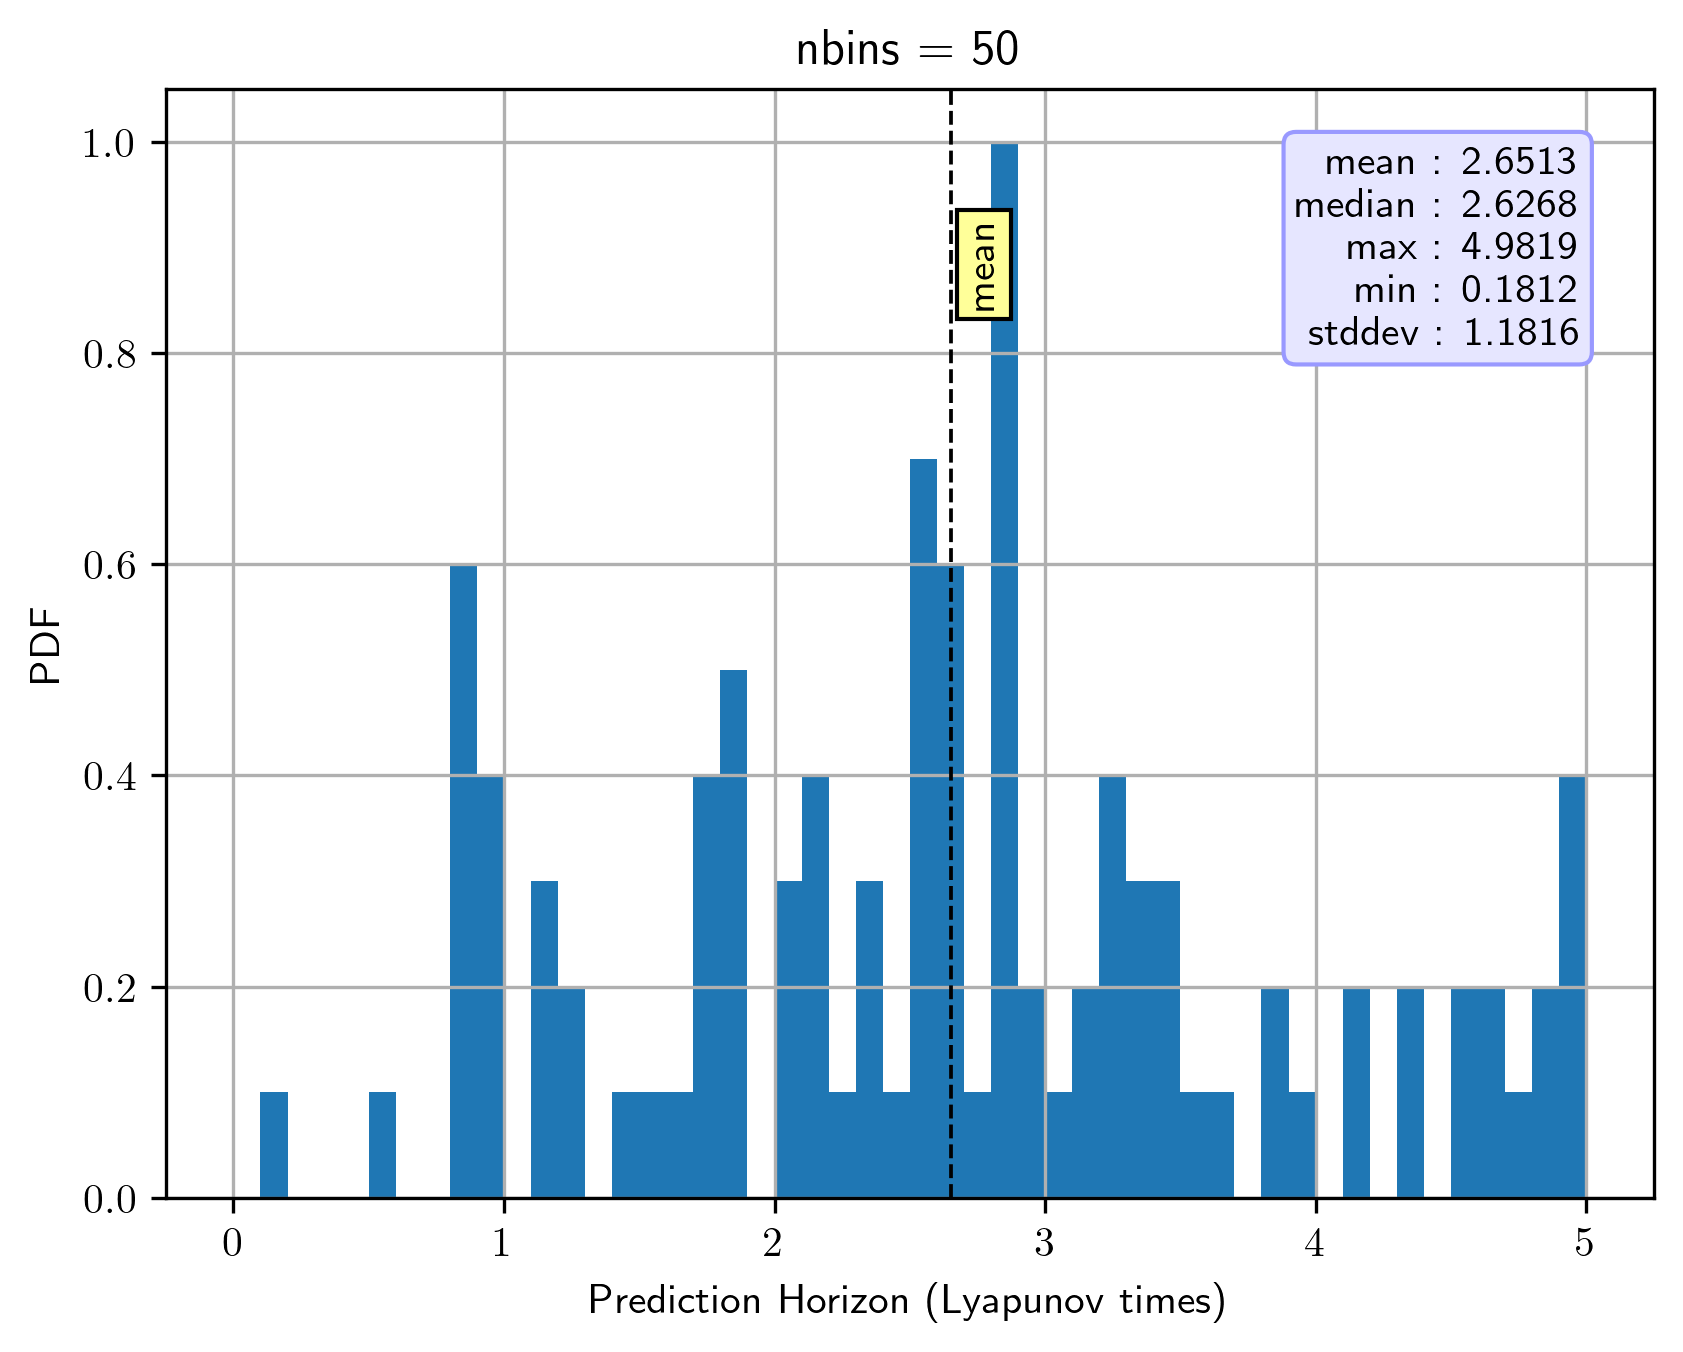 nbins = 50
1.0
0.8
0.6
0.4
0.2
0.0
PDF
mean
mean : 2.6513
median : 2.6268
max : 4.9819
min : 0.1812
stddev : 1.1816
0 1 2 3 4 5
Prediction Horizon (Lyapunov times)